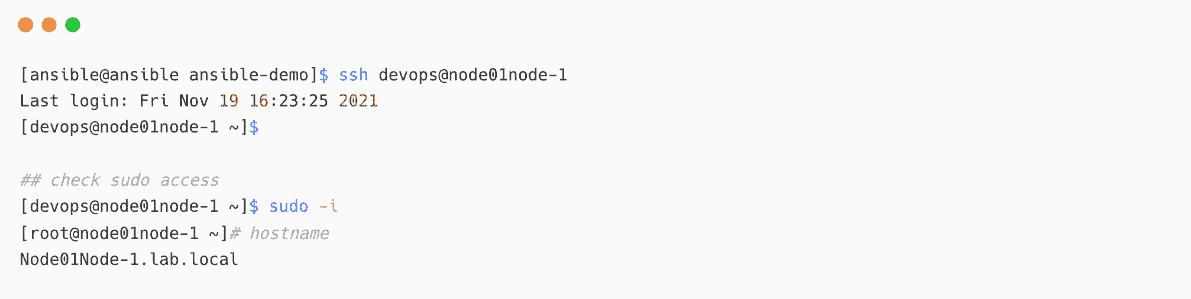 [ansible@ansible ansible-demo]$ ssh devops@node01node-1
Last login: Fri Nov 19 16:23:25 2021
[devops@node01node-1 ~]$
## check sudo access
[devops@node01node-1 ~]$ sudo -i
[root@node01node-1 ~]# hostname
Node01Node-1.lab.local